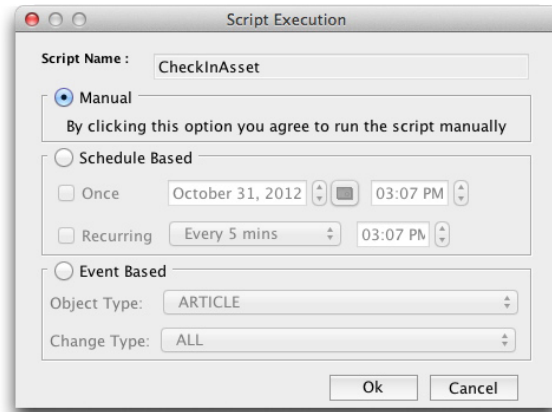 Script Execution
Script Name : CheckInAsset
Manual
By clicking this option you agree to run the script manually
Schedule Based
Once October 31, 2012 03:07 PM
Recurring Every 5 mins 03:07 PM
Event Based
Object Type: ARTICLE
Change Type: ALL
Ok Cancel